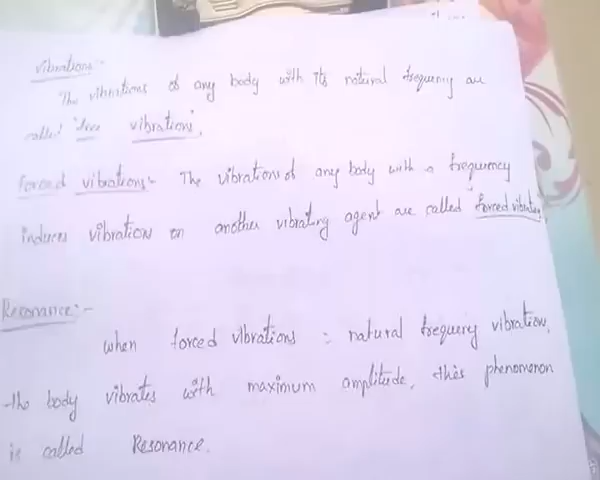 Vibrations:-
The vibrations of any body with its natural frequency are
called 'free vibration'.
forced vibrations:- The vibrations of any body with a frequency
induces vibration on another vibrating agent are called forced vibration.
Resonance:-
when forced vibrations = natural frequency vibration,
the body vibrates with maximum amplitude, this phenomenon
is called Resonance.